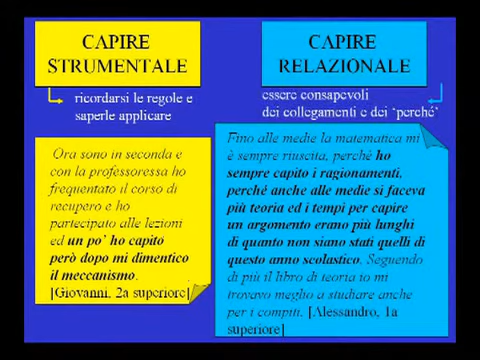 CAPIRE
STRUMENTALE
ricordarsi le regole e
saperle applicare
Ora sono in seconda e
con la professoressa ho
frequentato il corso di
recupero e ho
partecipato alle lezioni
ed un po' ho capito
però dopo mi dimentico
il meccanismo.
[Giovanni, 2a superiore]
CAPIRE
RELAZIONALE
essere consapevoli
dei collegamenti e dei 'perché'
Fino alle medie la matematica mi
è sempre riuscita, perché ho
sempre capito i ragionamenti,
perché anche alle medie si faceva
più teoria ed i tempi per capire
un argomento erano più lunghi
di quanto non siano stati quelli di
questo anno scolastico. Seguendo
di più il libro di teoria io mi
trovavo meglio a studiare anche
per i compiti. [Alessandro, 1a
superiore]